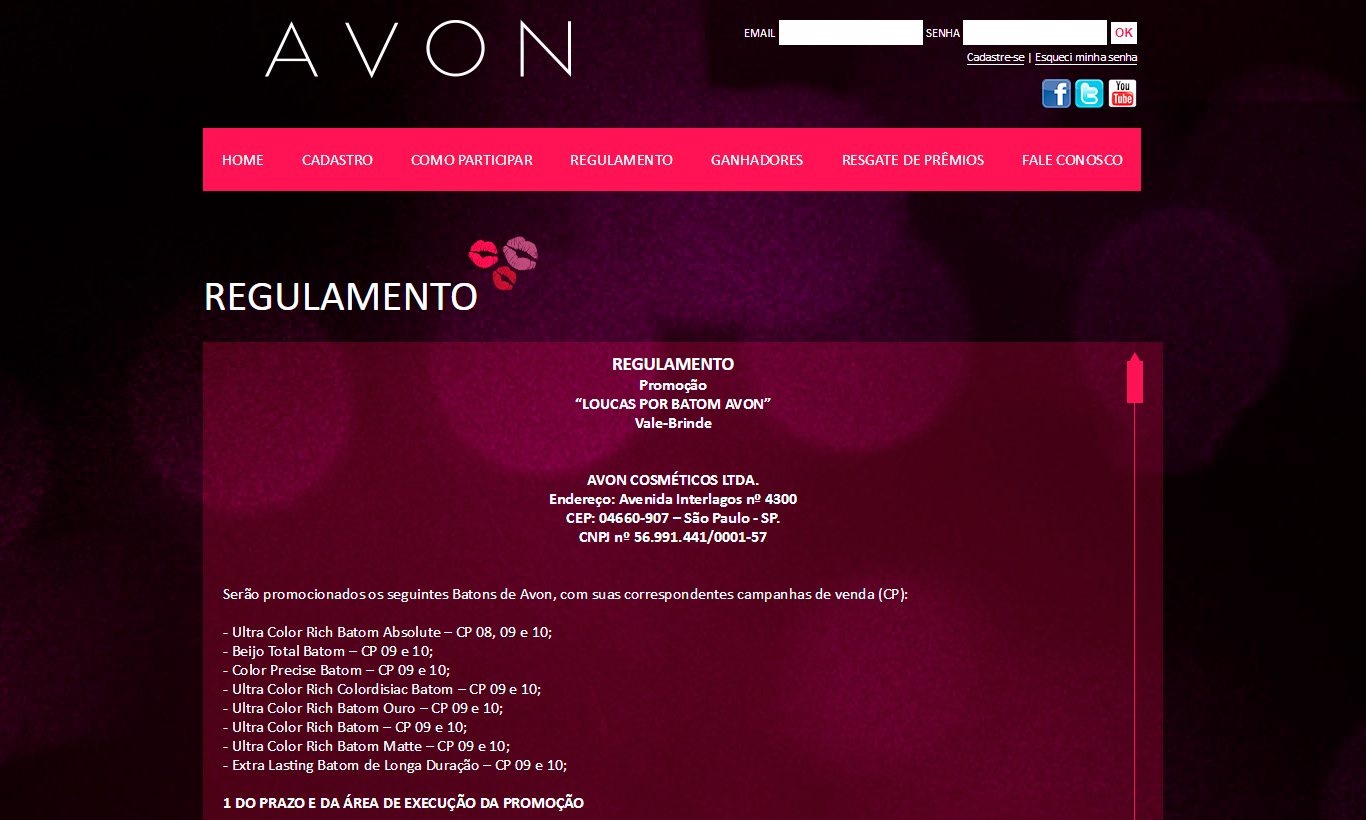 AVON
EMAIL SENHA OK
Cadastre-se | Esqueci minha senha
You Tube
HOME CADASTRO COMO PARTICIPAR REGULAMENTO GANHADORES RESGATE DE PRÊMIOS FALE CONOSCO
REGULAMENTO
REGULAMENTO
Promoção
“LOUCAS POR BATOM AVON”
Vale-Brinde
AVON COSMÉTICOS LTDA.
Endereço: Avenida Interlagos nº 4300
CEP: 04660-907 – São Paulo - SP.
CNPJ nº 56.991.441/0001-57
Serão promocionados os seguintes Batons de Avon, com suas correspondentes campanhas de venda (CP):
- Ultra Color Rich Batom Absolute – CP 08, 09 e 10;
- Beijo Total Batom – CP 09 e 10;
- Color Precise Batom – CP 09 e 10;
- Ultra Color Rich Colordisiac Batom – CP 09 e 10;
- Ultra Color Rich Batom Ouro – CP 09 e 10;
- Ultra Color Rich Batom – CP 09 e 10;
- Ultra Color Rich Batom Matte – CP 09 e 10;
- Extra Lasting Batom de Longa Duração – CP 09 e 10;
1 DO PRAZO E DA ÁREA DE EXECUÇÃO DA PROMOÇÃO